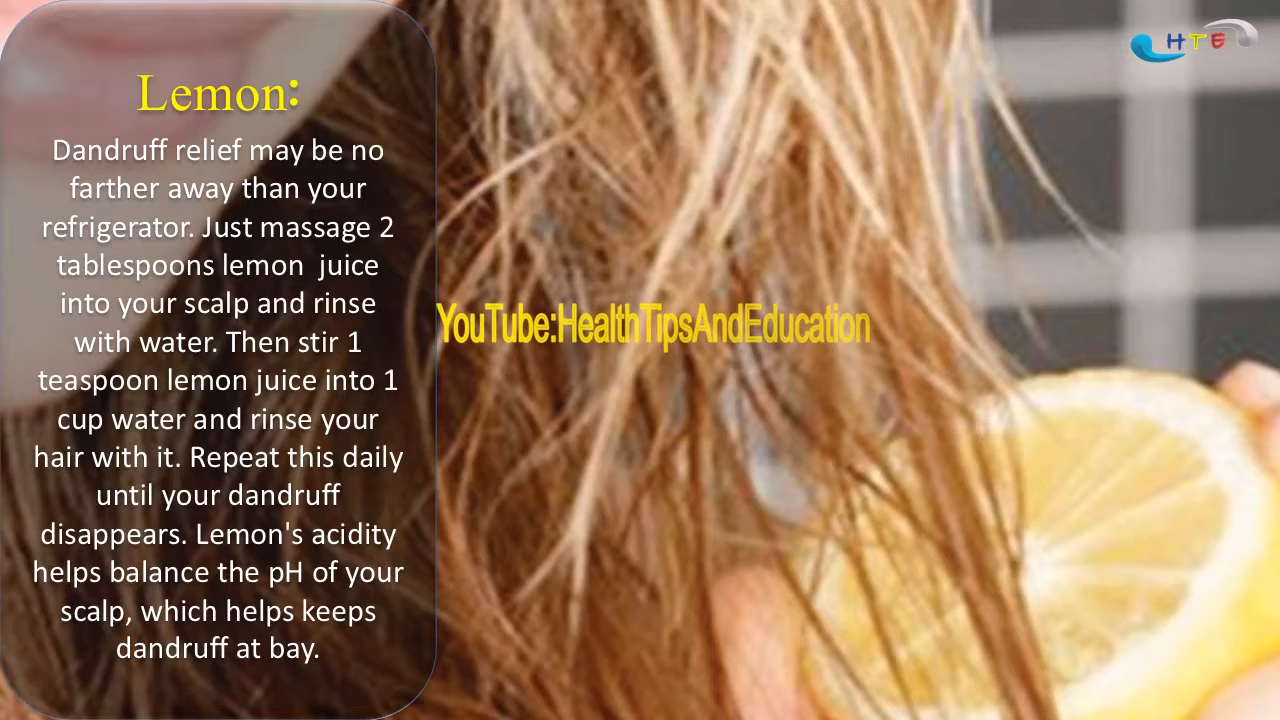 HTE
Lemon:
Dandruff relief may be no
farther away than your
refrigerator. Just massage 2
tablespoons lemon  juice
into your scalp and rinse
with water. Then stir 1
teaspoon lemon juice into 1
cup water and rinse your
hair with it. Repeat this daily
until your dandruff
disappears. Lemon's acidity
helps balance the pH of your
scalp, which helps keeps
dandruff at bay.
YouTube:HealthTipsAndEducation